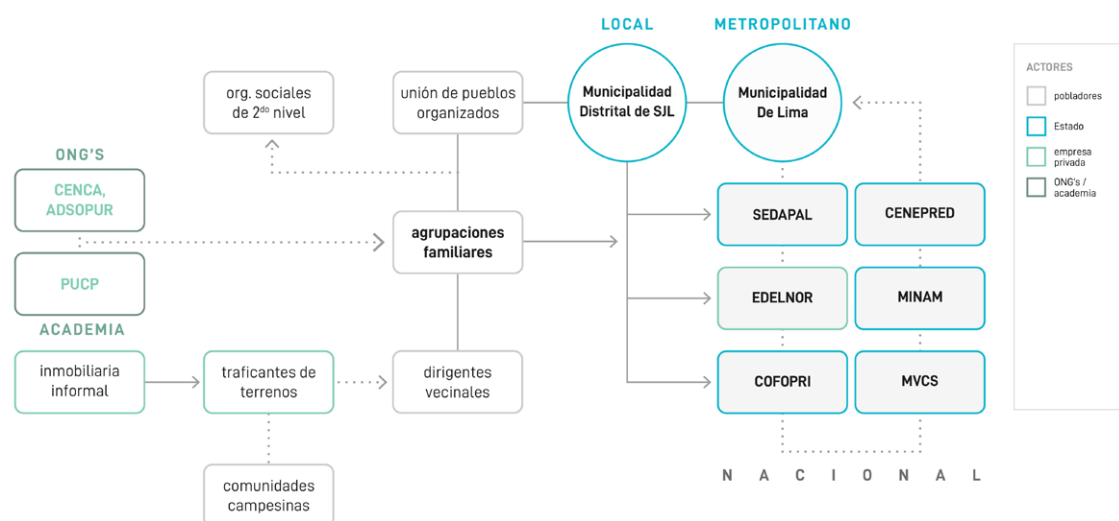 LOCAL
METROPOLITANO
org. sociales
de 2do nivel
unión de pueblos
organizados
Municipalidad
Distrital de SJL
Municipalidad
De Lima
ACTORES
pobladores
Estado
empresa
privada
ONG's /
academia
ONG'S
CENCA,
ADSOPUR
PUCP
ACADEMIA
agrupaciones
familiares
SEDAPAL
CENEPRED
EDELNOR
MINAM
COFOPRI
MVCS
inmobiliaria
informal
traficantes de
terrenos
dirigentes
vecinales
comunidades
campesinas
NACIONAL